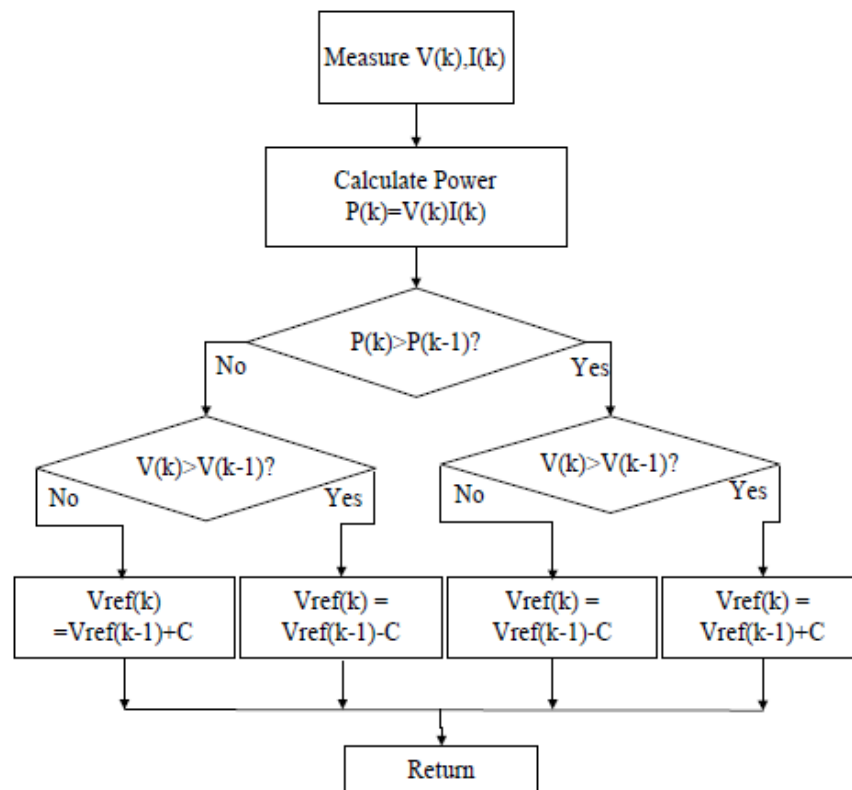 Measure V(k),I(k)
Calculate Power
P(k)=V(k)I(k)
P(k)>P(k-1)?
No
Yes
V(k)>V(k-1)?
No
Yes
V(k)>V(k-1)?
No
Yes
Vref(k)
=Vref(k-1)+C
Vref(k) =
Vref(k-1)-C
Vref(k) =
Vref(k-1)-C
Vref(k) =
Vref(k-1)+C
Return